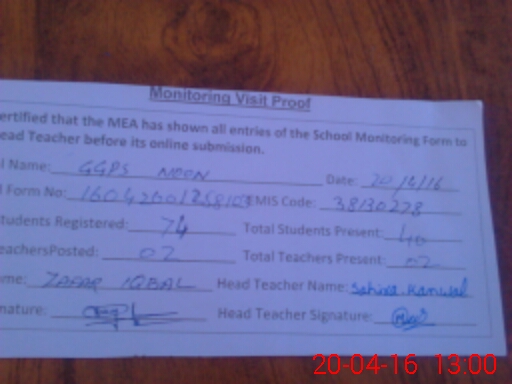 Monitoring Visit Proof
ertified that the MEA has shown all entries of the School Monitoring Form to
ead Teacher before its online submission.
l Name: GGPS NOON Date: 20/4/16
l Form No: EMIS Code: 38130278
tudents Registered: 74 Total Students Present: 40
eachersPosted: 02 Total Teachers Present: 02
me: ZAFAR IQBAL Head Teacher Name: Sahira Kanwal
nature: Head Teacher Signature:
20-04-16 13:00